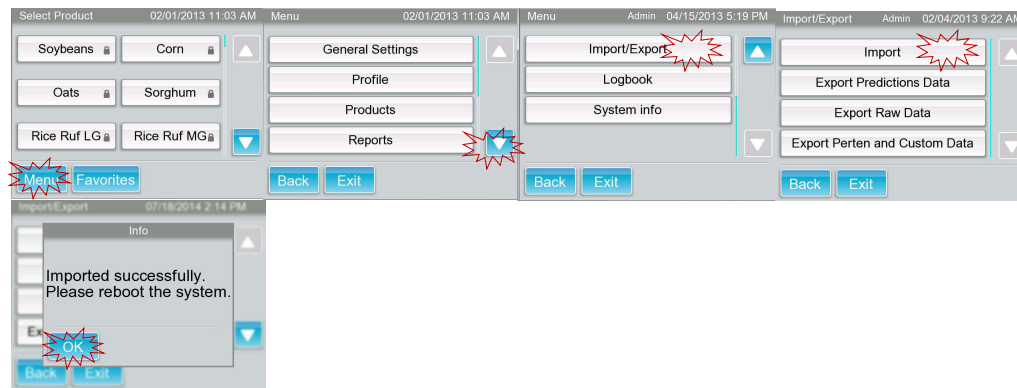 Select Product 02/01/2013 11:03 AM
Soybeans Corn
Oats Sorghum
Rice Ruf LG Rice Ruf MG
Menu Favorites
Menu 02/01/2013 11:03 AM
General Settings
Profile
Products
Reports
Back Exit
Menu Admin 04/15/2013 5:19 PM
Import/Export
Logbook
System info
Back Exit
Import/Export Admin 02/04/2013 9:22 AM
Import
Export Predictions Data
Export Raw Data
Export Perten and Custom Data
Back Exit
Import/Export 07/18/2014 2:14 PM
Info
Imported successfully.
Please reboot the system.
Ex
OK
Back Exit